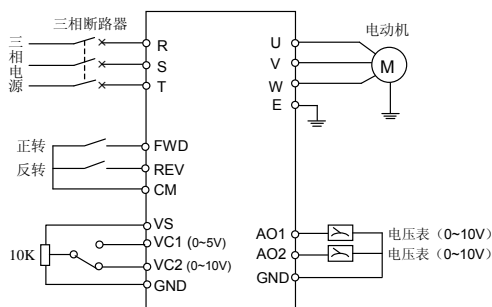 三相断路器
三相电源
R
S
T
U
V
W
E
电动机
M
正转
反转
FWD
REV
CM
10K
VS
VC1 (0~5V)
VC2 (0~10V)
GND
AO1
AO2
GND
电压表（0~10V）
电压表（0~10V）